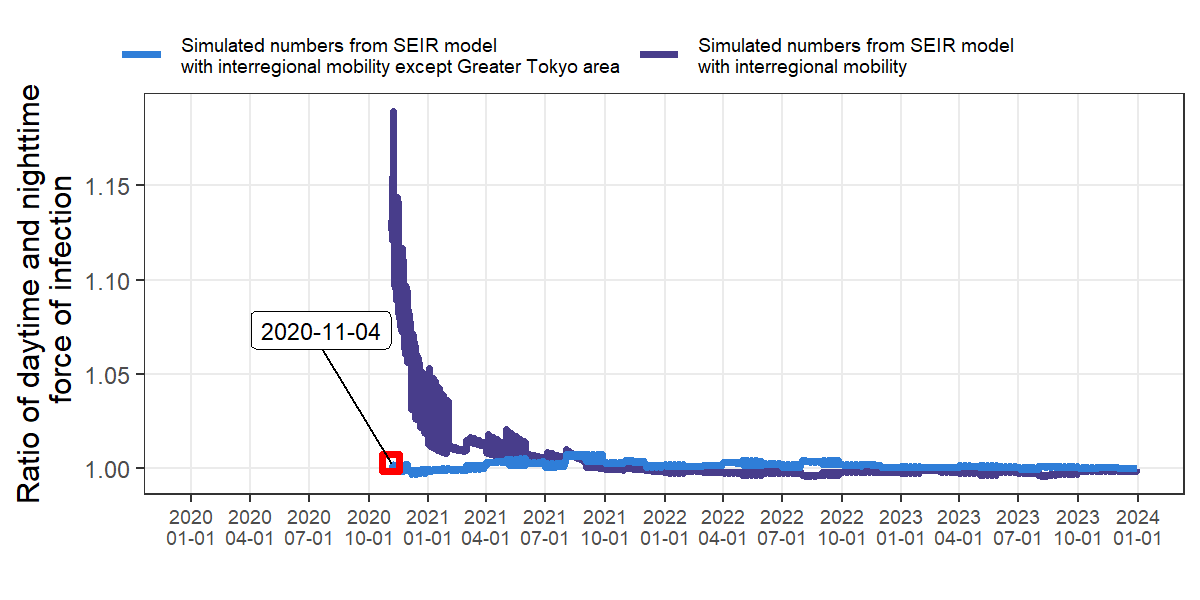 Simulated numbers from SEIR model
with interregional mobility except Greater Tokyo area
Simulated numbers from SEIR model
with interregional mobility
Ratio of daytime and nighttime
force of infection
1.15
1.10
1.05
1.00
2020-11-04
2020 2020 2020 2020 2021 2021 2021 2021 2022 2022 2022 2022 2023 2023 2023 2023 2024
01-01 04-01 07-01 10-01 01-01 04-01 07-01 10-01 01-01 04-01 07-01 10-01 01-01 04-01 07-01 10-01 01-01